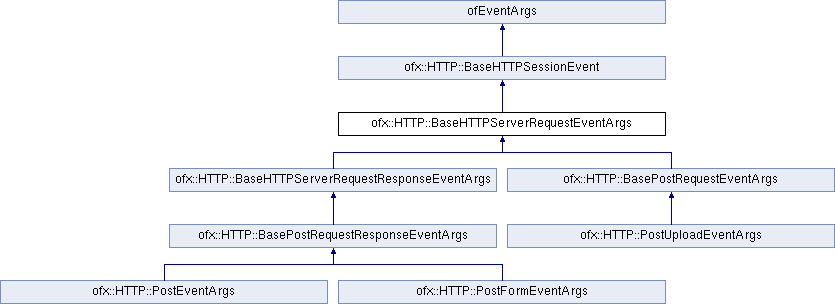 ofEventArgs
ofx::HTTP::BaseHTTPSessionEvent
ofx::HTTP::BaseHTTPServerRequestEventArgs
ofx::HTTP::BaseHTTPServerRequestResponseEventArgs
ofx::HTTP::BasePostRequestEventArgs
ofx::HTTP::BasePostRequestResponseEventArgs
ofx::HTTP::PostUploadEventArgs
ofx::HTTP::PostEventArgs
ofx::HTTP::PostFormEventArgs